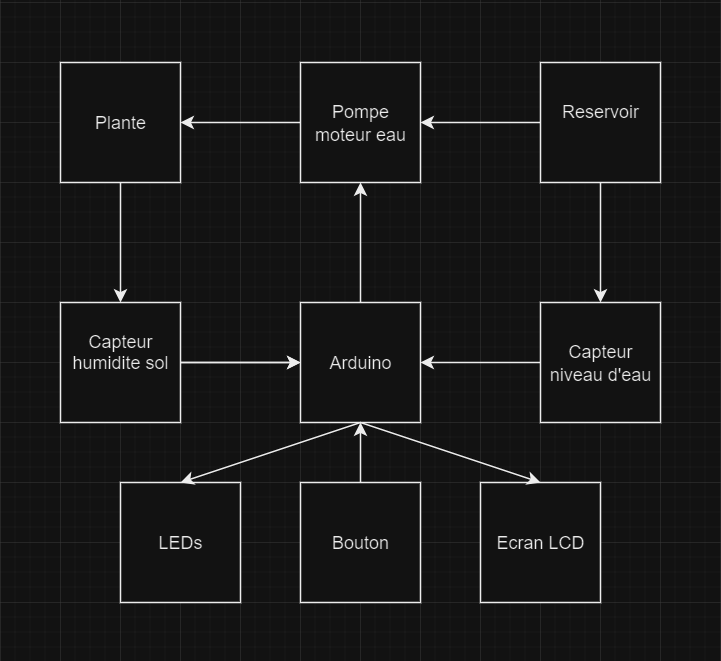 Plante
Pompe
moteur eau
Reservoir
Capteur
humidite sol
Arduino
Capteur
niveau d'eau
LEDs
Bouton
Ecran LCD